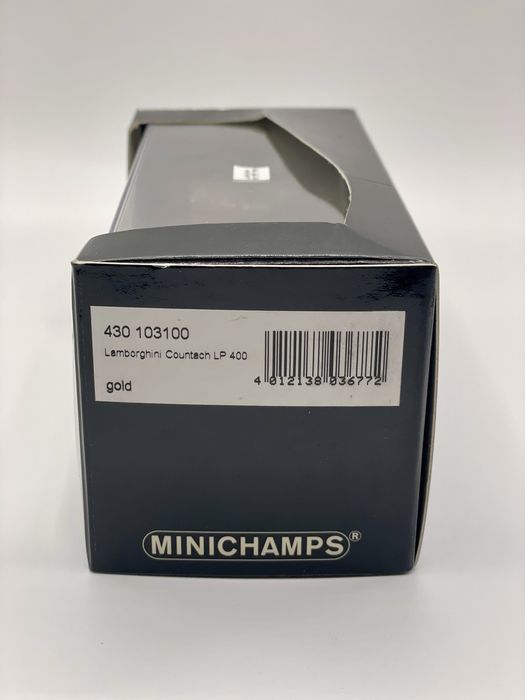 430 103100
Lamborghini Countach LP 400
gold
4 012138 036772
MINICHAMPS®